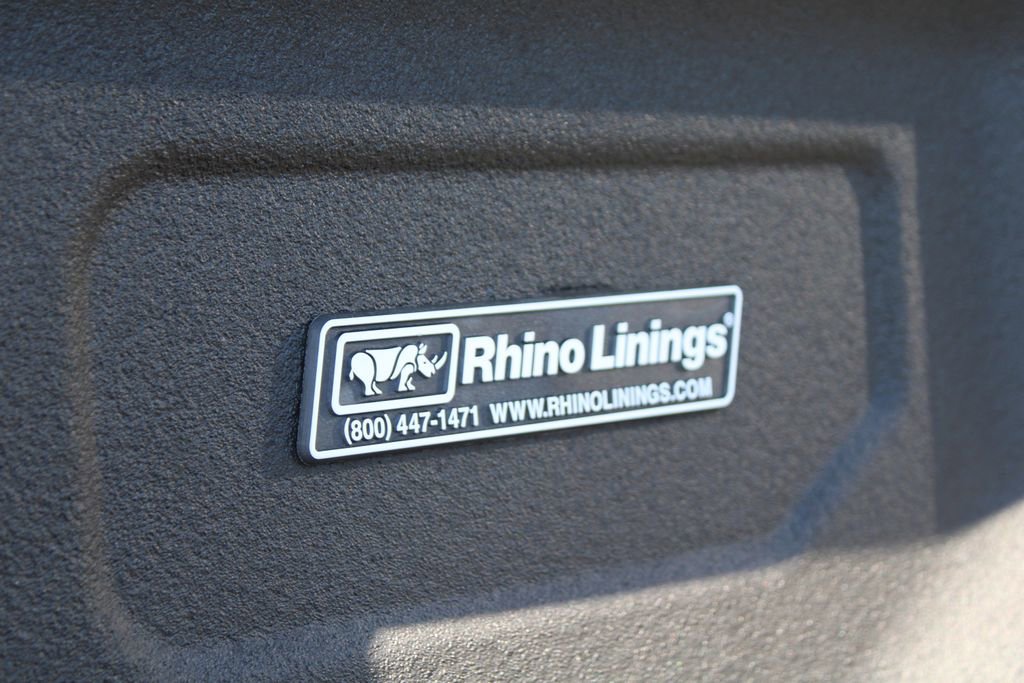 Rhino Linings®
(800) 447-1471 WWW.RHINOLININGS.COM